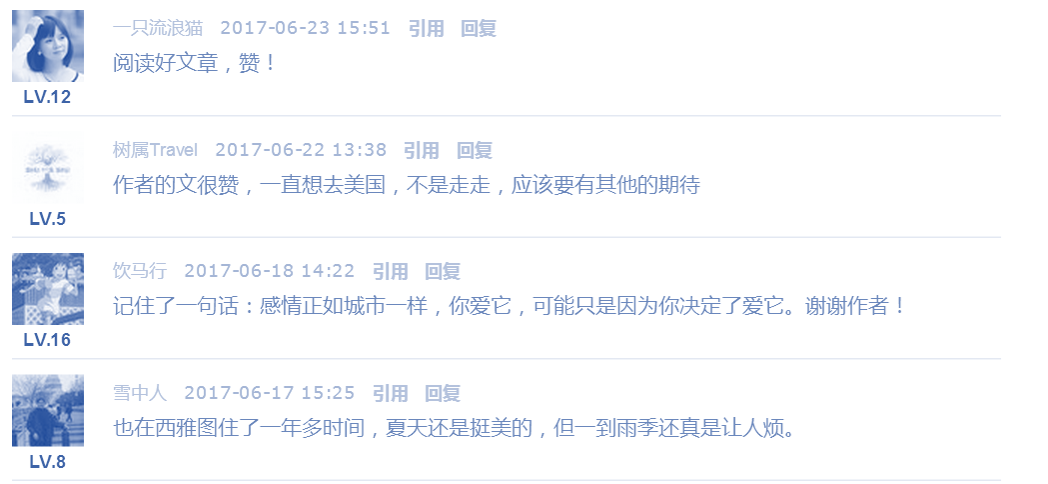 一只流浪猫 2017-06-23 15:51 引用 回复
阅读好文章，赞！
LV.12
树属Travel 2017-06-22 13:38 引用 回复
作者的文很赞，一直想去美国，不是走走，应该要有其他的期待
LV.5
饮马行 2017-06-18 14:22 引用 回复
记住了一句话：感情正如城市一样，你爱它，可能只是因为你决定了爱它。谢谢作者！
LV.16
雪中人 2017-06-17 15:25 引用 回复
也在西雅图住了一年多时间，夏天还是挺美的，但一到雨季还真是让人烦。
LV.8